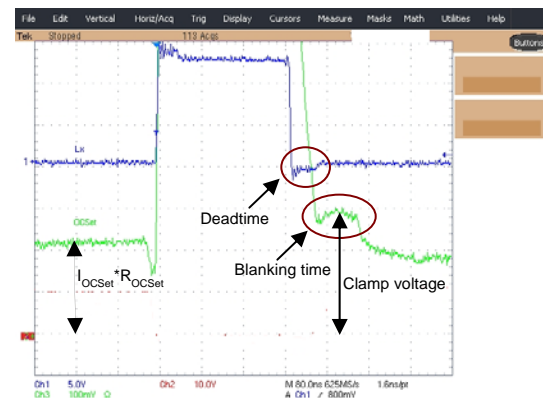 File Edit Vertical Horiz/Acq Trig Display Cursors Measure Masks Math Utilities Help
Tek Stopped 113 Acqs
Buttons
Lx
1
Deadtime
OCSet
Blanking time
IOCSet*ROCSet
Clamp voltage
Ch1 5.0V Ch2 10.0V M 80.0ns 625MS/s 1.6ns/pt
Ch3 100mV Ω A Ch1 / 800mV